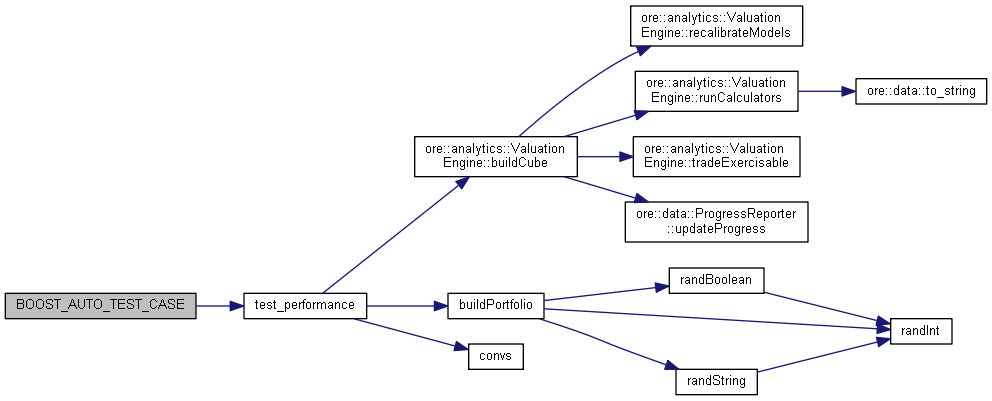 ore::analytics::Valuation
Engine::recalibrateModels
ore::analytics::Valuation
Engine::runCalculators
ore::data::to_string
ore::analytics::Valuation
Engine::buildCube
ore::analytics::Valuation
Engine::tradeExercisable
ore::data::ProgressReporter
::updateProgress
BOOST_AUTO_TEST_CASE
test_performance
buildPortfolio
randBoolean
randInt
convs
randString